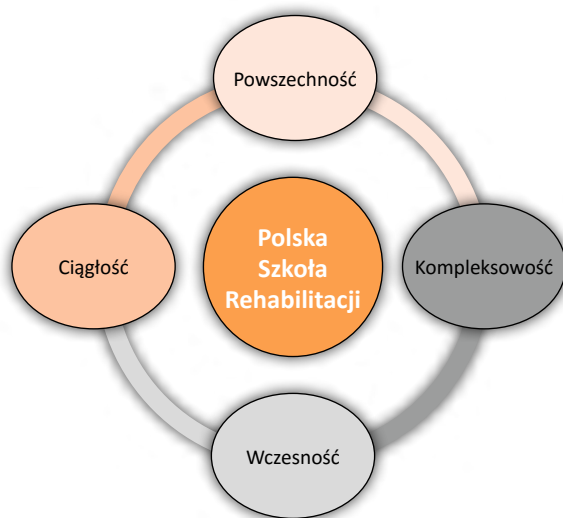 Powszechność
Ciągłość
Polska
Szkoła
Rehabilitacji
Kompleksowość
Wczesność